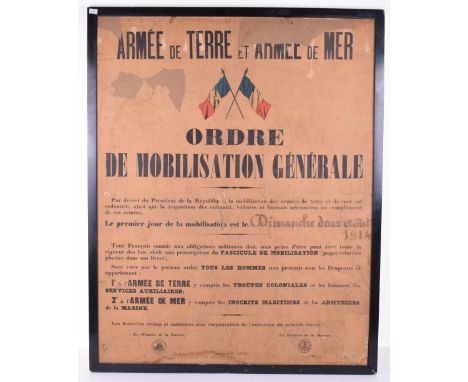 ARMÉE DE TERRE ET ARMÉE DE MER
ORDRE
DE MOBILISATION GÉNÉRALE
Par décret du Président de la République, la mobilisation des armées de terre et de mer est
ordonnée, ainsi que la réquisition des animaux, voitures et harnais nécessaires au complément
de ces armées.
Le premier jour de la mobilisation est le Dimanche deux Août
1914
Tout Français soumis aux obligations militaires doit, sous peine d'être puni avec toute la
rigueur des lois, obéir aux prescriptions du FASCICULE DE MOBILISATION (pages coloriées
placées dans son livret).
Sont visés par le présent ordre TOUS LES HOMMES non présents sous les Drapeaux et
appartenant :
1° à l'ARMÉE DE TERRE y compris les TROUPES COLONIALES et les hommes des
SERVICES AUXILIAIRES;
2° à l'ARMÉE DE MER y compris les INSCRITS MARITIMES et les ARMURIERS
de la MARINE.
Les Autorités civiles et militaires sont responsables de l'exécution du présent décret.
Le Ministre de la Guerre, Le Ministre de la Marine,